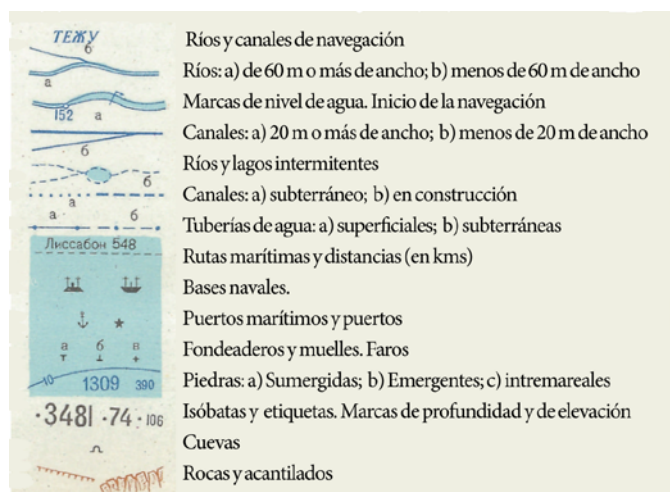 ТЕЖУ
б
Ríos y canales de navegación
а
Ríos: a) de 60 m o más de ancho; b) menos de 60 m de ancho
152 а
Marcas de nivel de agua. Inicio de la navegación
Canales: a) 20 m o más de ancho; b) menos de 20 m de ancho
б
Ríos y lagos intermitentes
а б
Canales: a) subterráneo; b) en construcción
а б
Tuberías de agua: a) superficiales; b) subterráneas
Лиссабон 548
Rutas marítimas y distancias (en kms)
Bases navales.
Puertos marítimos y puertos
а б в
Fondeaderos y muelles. Faros
10 1309 390
Piedras: a) Sumergidas; b) Emergentes; c) intremareales
·3481 ·74 ·106
Isóbatas y etiquetas. Marcas de profundidad y de elevación
Cuevas
Rocas y acantilados